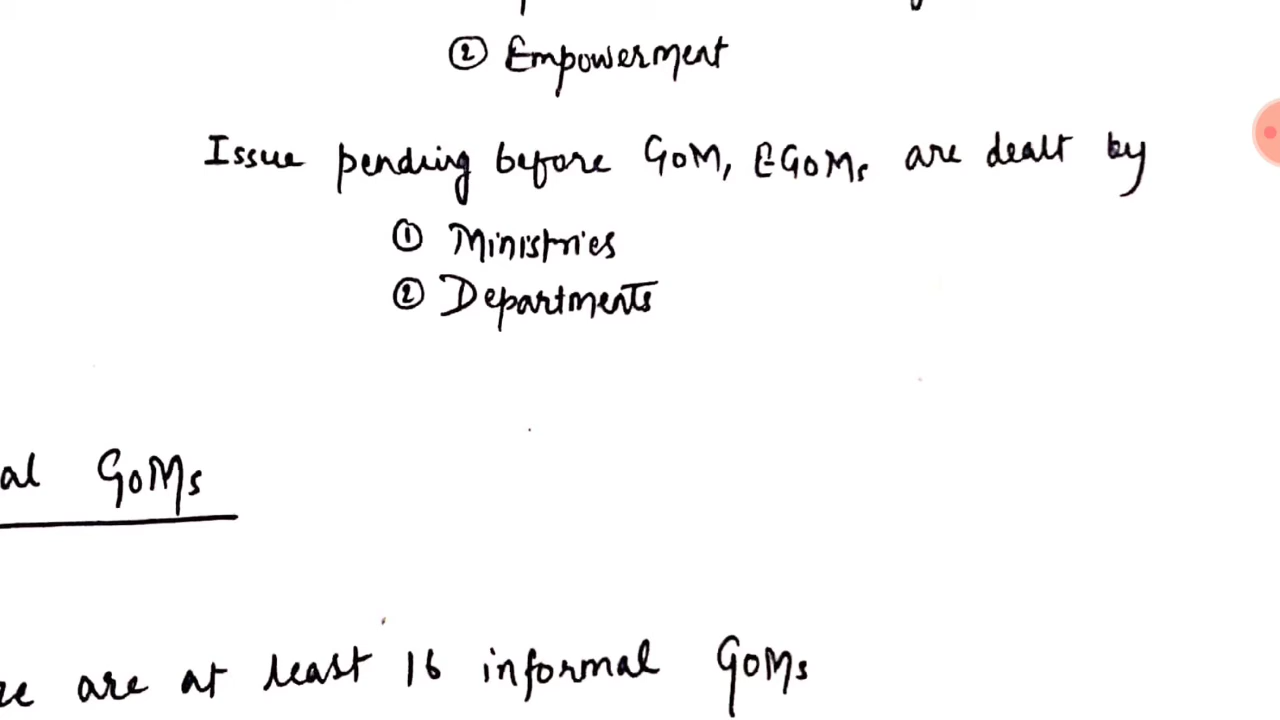 ② Empowerment
Issue pending before GoM, EGoMs are dealt by
① Ministries
② Departments
al GoMs
re are at least 16 informal GoMs